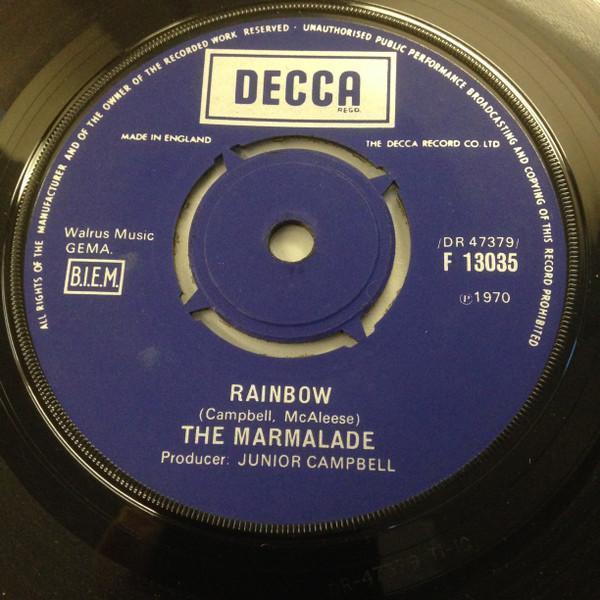 ALL RIGHTS OF THE MANUFACTURER AND OF THE OWNER OF THE RECORDED WORK RESERVED · UNAUTHORISED PUBLIC PERFORMANCE BROADCASTING AND COPYING OF THIS RECORD PROHIBITED
DECCA
REGD.
MADE IN ENGLAND
THE DECCA RECORD CO. LTD
Walrus Music
GEMA.
B.I.E.M.
/DR 47379/
F 13035
Ⓟ1970
RAINBOW
(Campbell, McAleese)
THE MARMALADE
Producer: JUNIOR CAMPBELL